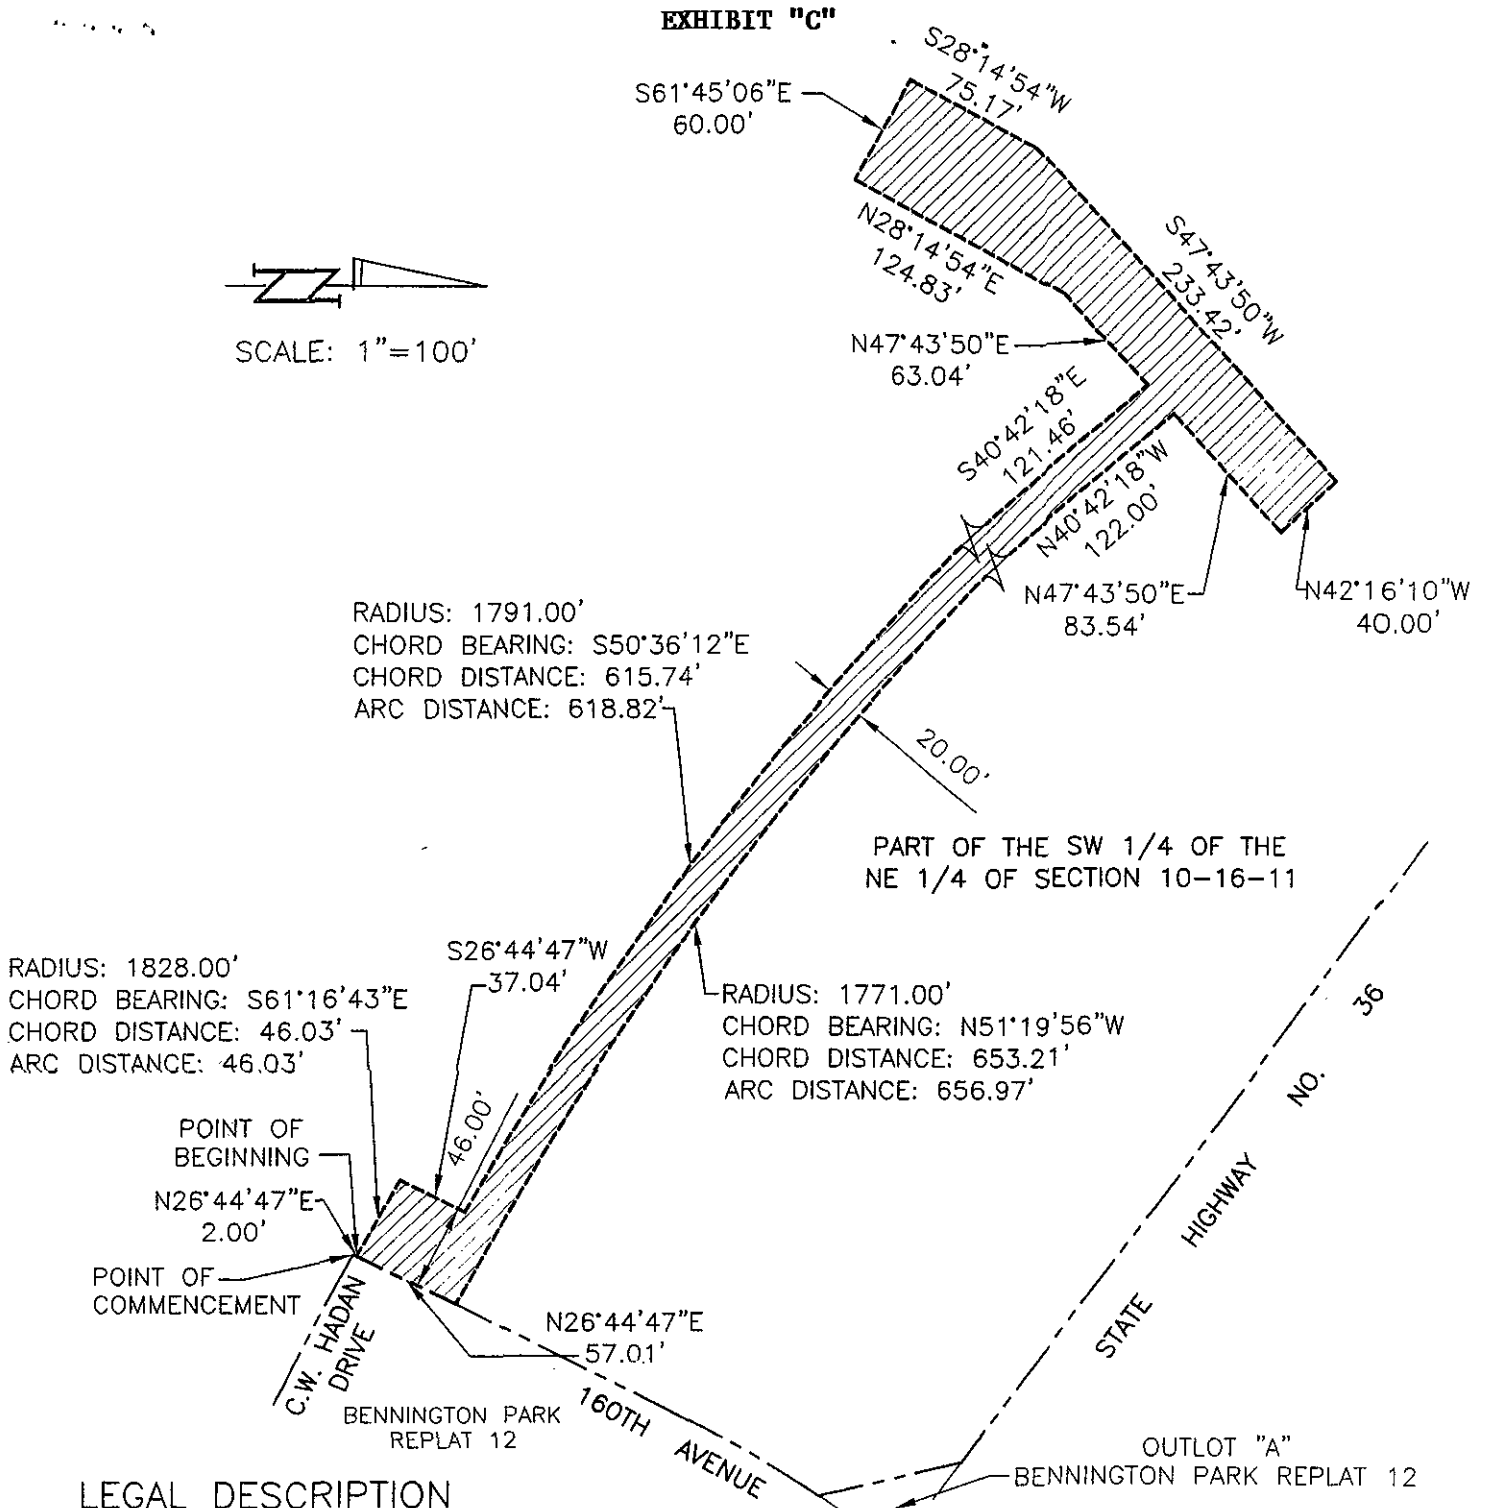 EXHIBIT "C"
S28°14'54"W
75.17'
S61°45'06"E
60.00'
N28°14'54"E
124.83'
S47°43'50"W
233.42'
N47°43'50"E
63.04'
SCALE: 1"=100'
S40°42'18"E
121.46'
N40°42'18"W
122.00'
N47°43'50"E
83.54'
N42°16'10"W
40.00'
RADIUS: 1791.00'
CHORD BEARING: S50°36'12"E
CHORD DISTANCE: 615.74'
ARC DISTANCE: 618.82'
20.00'
PART OF THE SW 1/4 OF THE
NE 1/4 OF SECTION 10-16-11
S26°44'47"W
37.04'
RADIUS: 1828.00'
CHORD BEARING: S61°16'43"E
CHORD DISTANCE: 46.03'
ARC DISTANCE: 46.03'
RADIUS: 1771.00'
CHORD BEARING: N51°19'56"W
CHORD DISTANCE: 653.21'
ARC DISTANCE: 656.97'
46.00'
POINT OF
BEGINNING
N26°44'47"E
2.00'
POINT OF
COMMENCEMENT
C.W. HADAN
DRIVE
N26°44'47"E
57.01'
BENNINGTON PARK
REPLAT 12
160TH AVENUE
STATE HIGHWAY NO. 36
OUTLOT "A"
BENNINGTON PARK REPLAT 12
LEGAL DESCRIPTION